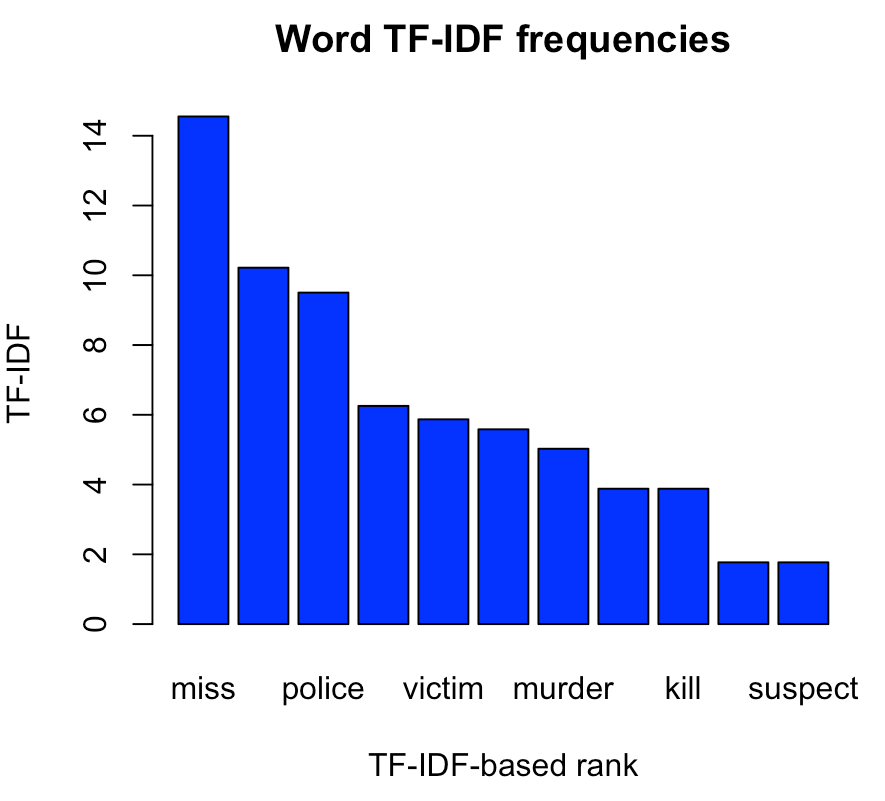 Word TF-IDF frequencies
TF-IDF
14
12
10
8
6
4
2
0
miss police victim murder kill suspect
TF-IDF-based rank